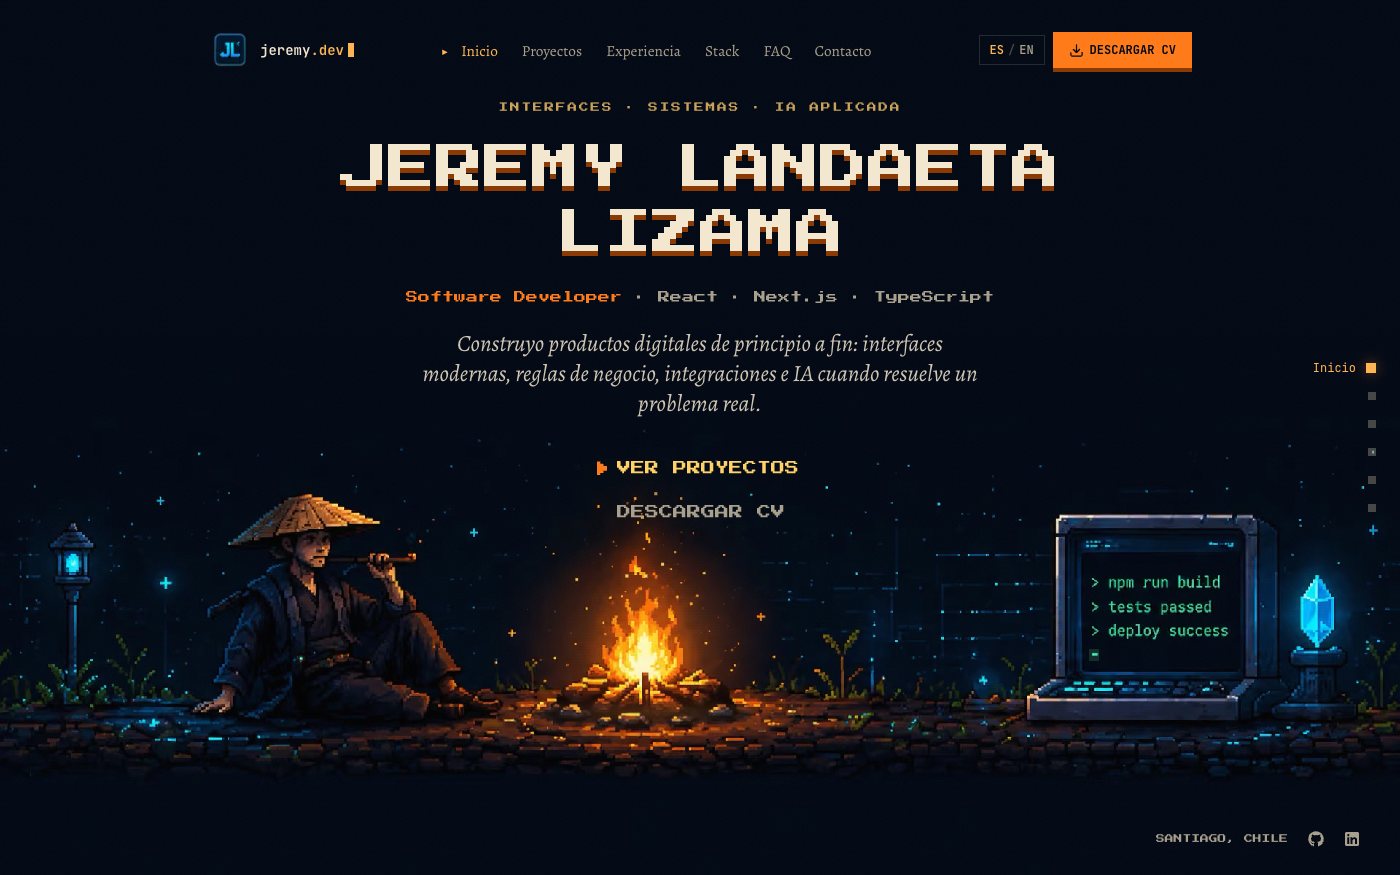 JL jeremy.dev
▸ Inicio Proyectos Experiencia Stack FAQ Contacto
ES / EN
DESCARGAR CV
INTERFACES · SISTEMAS · IA APLICADA
JEREMY LANDAETA
LIZAMA
Software Developer · React · Next.js · TypeScript
Construyo productos digitales de principio a fin: interfaces
modernas, reglas de negocio, integraciones e IA cuando resuelve un
problema real.
Inicio
VER PROYECTOS
DESCARGAR CV
> npm run build
> tests passed
> deploy success
SANTIAGO, CHILE